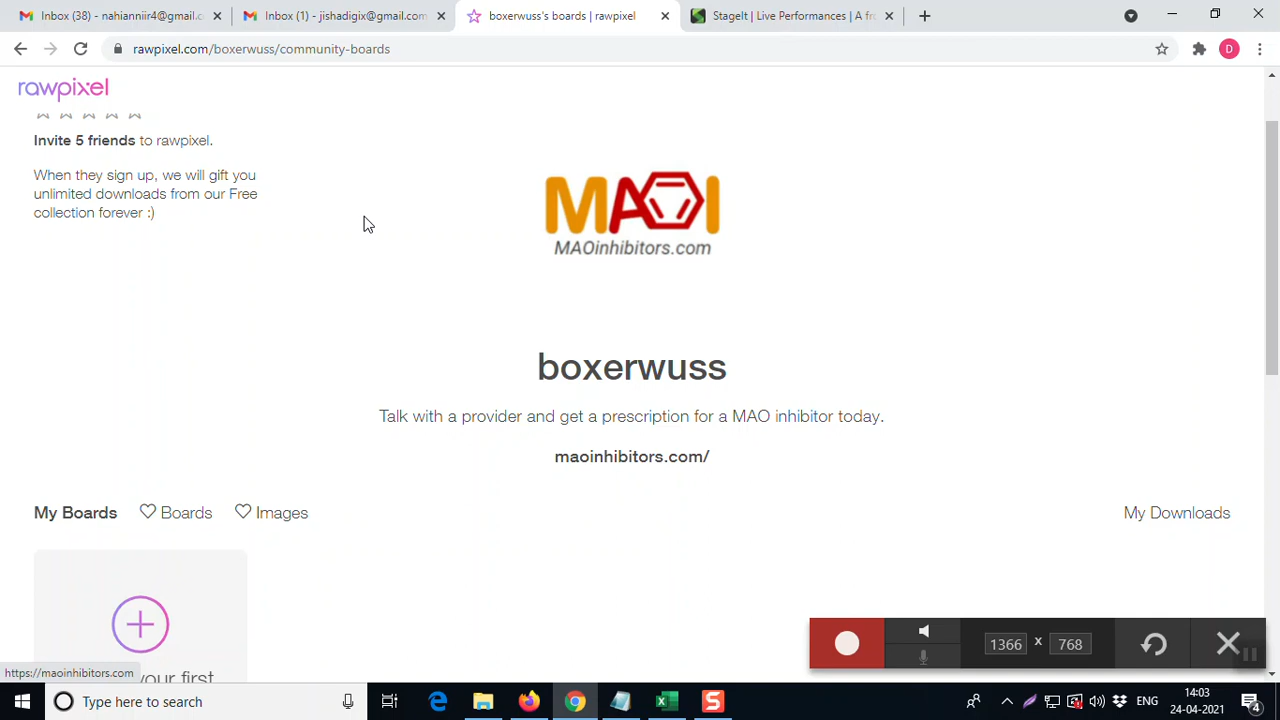 Inbox (38) - nahianniir4@gmail.c
Inbox (1) - jishadigix@gmail.com
boxerwuss's boards | rawpixel
StageIt | Live Performances | A fr
rawpixel.com/boxerwuss/community-boards
D
rawpixel
Invite 5 friends to rawpixel.
When they sign up, we will gift you
unlimited downloads from our Free
collection forever :)
MAOI
MAOinhibitors.com
boxerwuss
Talk with a provider and get a prescription for a MAO inhibitor today.
maoinhibitors.com/
My Boards
Boards
Images
My Downloads
1366 x 768
https://maoinhibitors.com
Type here to search
ENG
14:03
24-04-2021
4